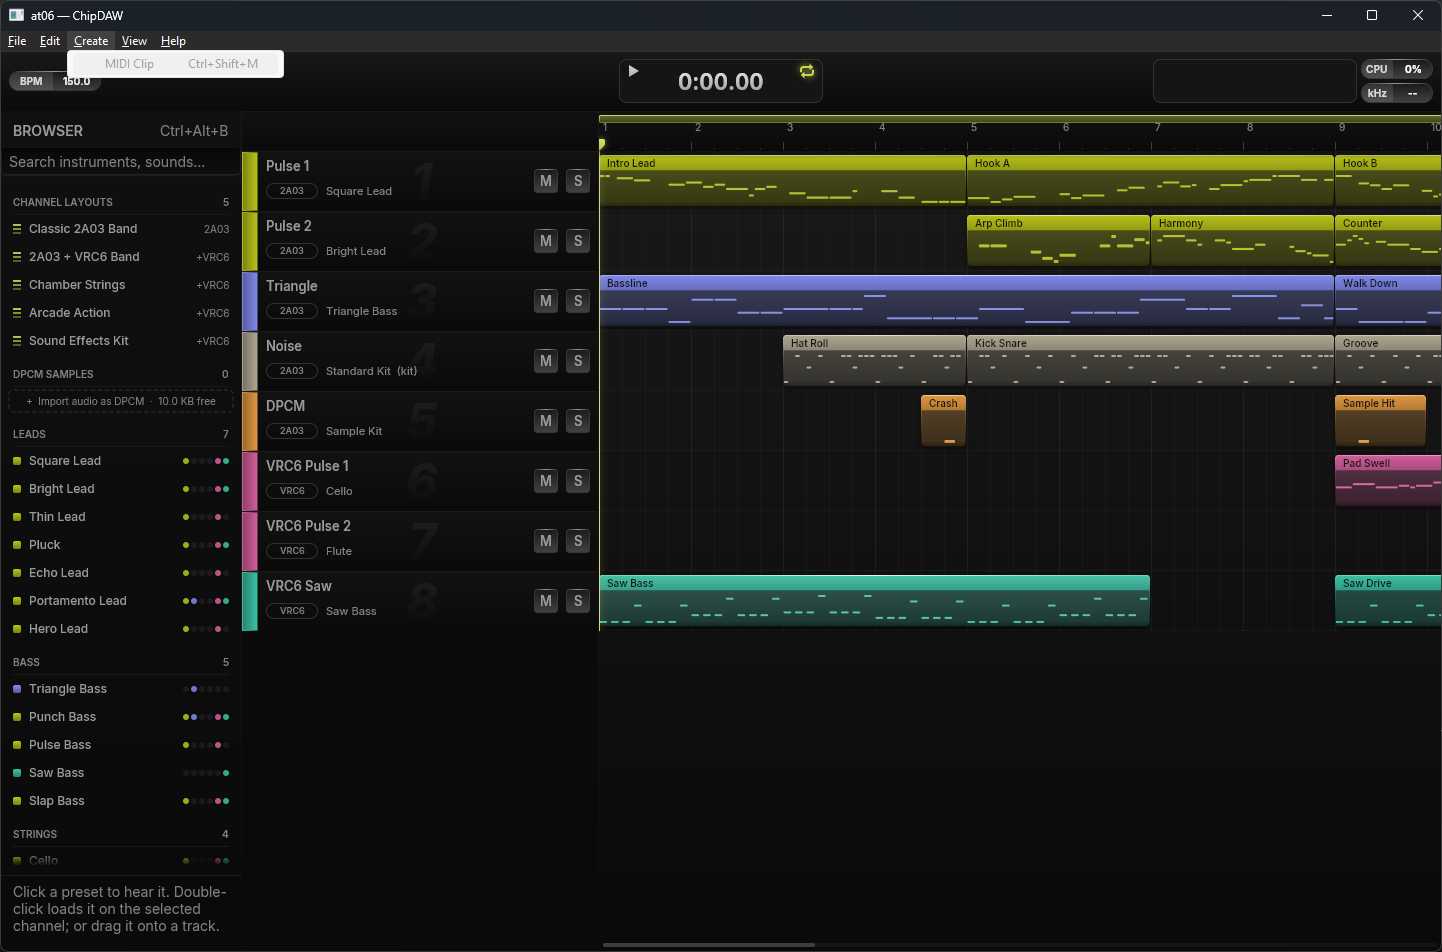 at06 — ChipDAW
File Edit Create View Help
MIDI Clip Ctrl+Shift+M
BPM 150.0
0:00.00
CPU 0%
kHz --
BROWSER Ctrl+Alt+B
Search instruments, sounds...
CHANNEL LAYOUTS 5
Classic 2A03 Band 2A03
2A03 + VRC6 Band +VRC6
Chamber Strings +VRC6
Arcade Action +VRC6
Sound Effects Kit +VRC6
DPCM SAMPLES 0
+ Import audio as DPCM · 10.0 KB free
LEADS 7
Square Lead
Bright Lead
Thin Lead
Pluck
Echo Lead
Portamento Lead
Hero Lead
BASS 5
Triangle Bass
Punch Bass
Pulse Bass
Saw Bass
Slap Bass
STRINGS 4
Cello
Click a preset to hear it. Double-
click loads it on the selected
channel; or drag it onto a track.
1 2 3 4 5 6 7 8 9 10
Pulse 1 1
2A03 Square Lead M S
Intro Lead Hook A Hook B
Pulse 2 2
2A03 Bright Lead M S
Arp Climb Harmony Counter
Triangle 3
2A03 Triangle Bass M S
Bassline Walk Down
Noise 4
2A03 Standard Kit (kit) M S
Hat Roll Kick Snare Groove
DPCM 5
2A03 Sample Kit M S
Crash Sample Hit
VRC6 Pulse 1 6
VRC6 Cello M S
Pad Swell
VRC6 Pulse 2 7
VRC6 Flute M S
VRC6 Saw 8
VRC6 Saw Bass M S
Saw Bass Saw Drive